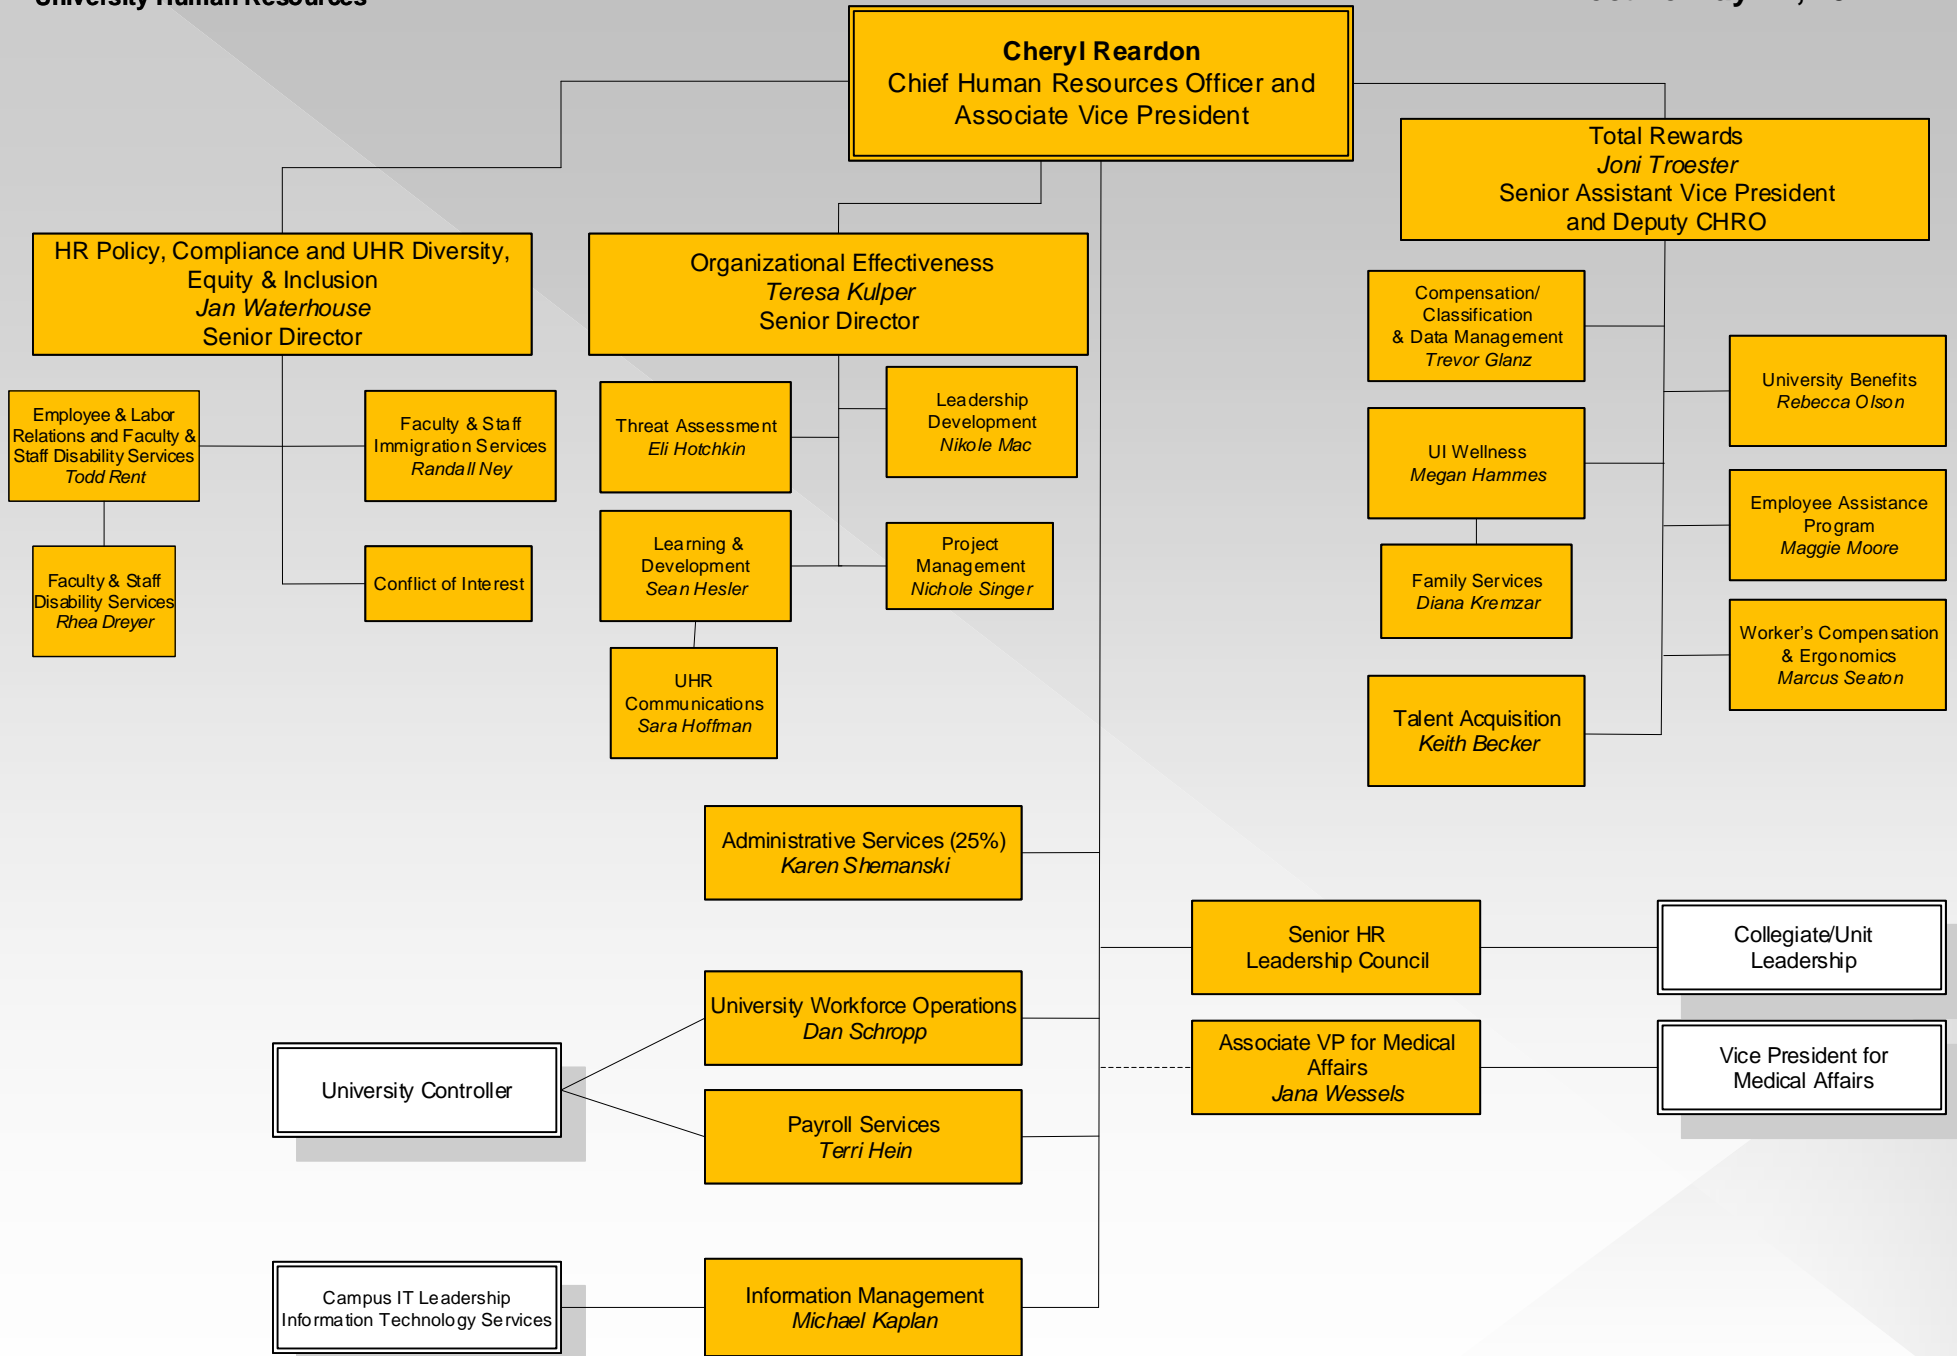 University Human Resources
Cheryl Reardon
Chief Human Resources Officer and
Associate Vice President
Total Rewards
Joni Troester
Senior Assistant Vice President
and Deputy CHRO
HR Policy, Compliance and UHR Diversity,
Equity & Inclusion
Jan Waterhouse
Senior Director
Organizational Effectiveness
Teresa Kulper
Senior Director
Compensation/
Classification
& Data Management
Trevor Glanz
University Benefits
Rebecca Olson
Employee & Labor
Relations and Faculty &
Staff Disability Services
Todd Rent
Faculty & Staff
Immigration Services
Randall Ney
Threat Assessment
Eli Hotchkin
Leadership
Development
Nikole Mac
UI Wellness
Megan Hammes
Employee Assistance
Program
Maggie Moore
Faculty & Staff
Disability Services
Rhea Dreyer
Conflict of Interest
Learning &
Development
Sean Hesler
Project
Management
Nichole Singer
Family Services
Diana Kremzar
Worker's Compensation
& Ergonomics
Marcus Seaton
UHR
Communications
Sara Hoffman
Talent Acquisition
Keith Becker
Administrative Services (25%)
Karen Shemanski
Senior HR
Leadership Council
Collegiate/Unit
Leadership
University Workforce Operations
Dan Schropp
Associate VP for Medical
Affairs
Jana Wessels
Vice President for
Medical Affairs
University Controller
Payroll Services
Terri Hein
Campus IT Leadership
Information Technology Services
Information Management
Michael Kaplan